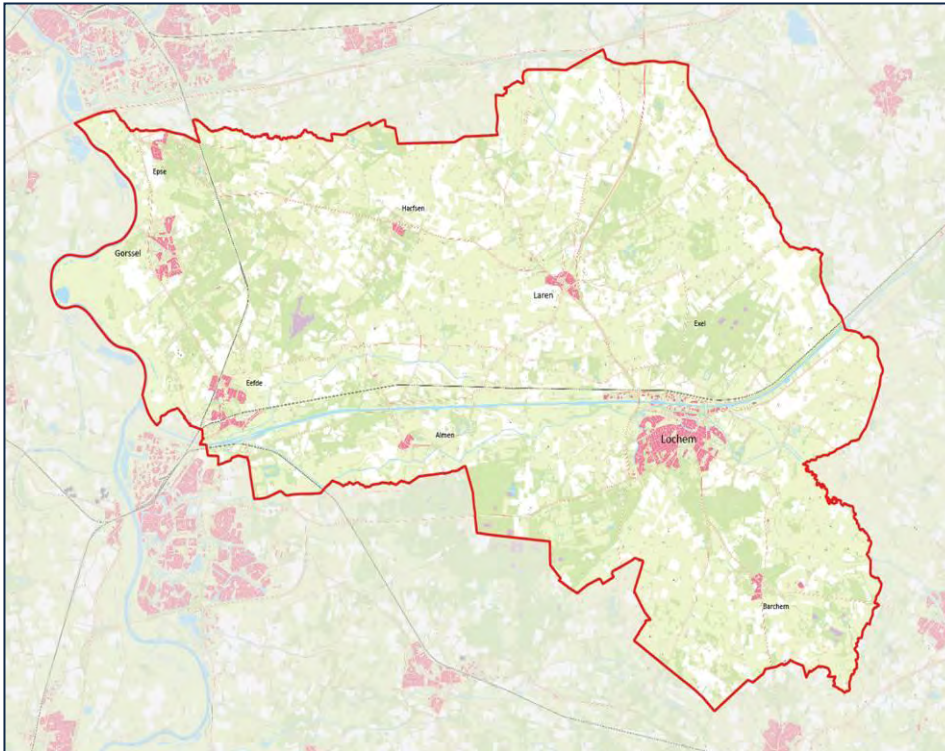 Epse
Harfsen
Gorssel
Laren
Exel
Eefde
Almen
Lochem
Barchem